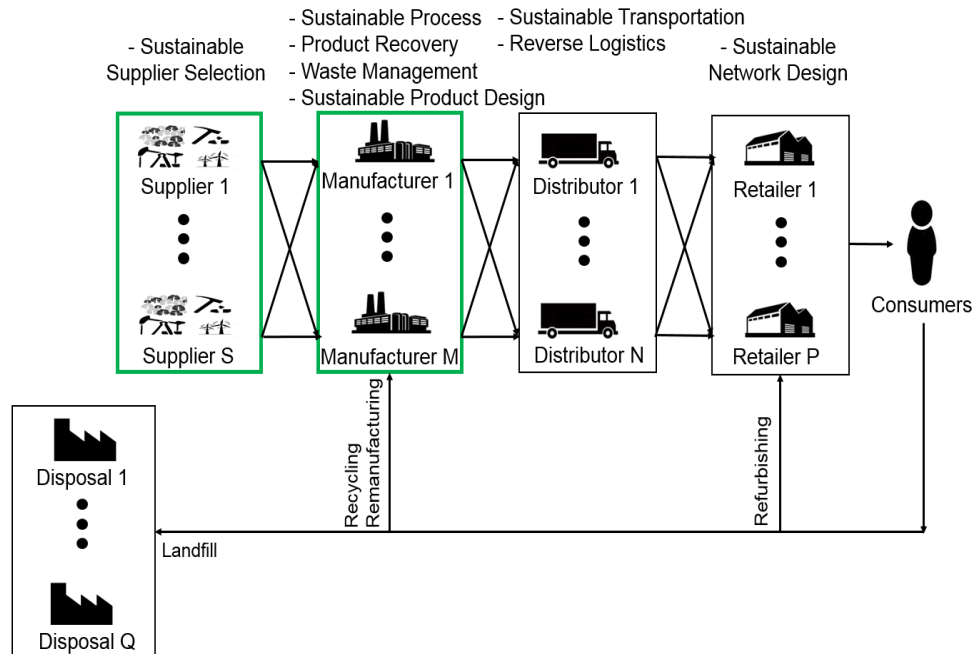 - Sustainable
Supplier Selection
- Sustainable Process
- Product Recovery
- Waste Management
- Sustainable Product Design
- Sustainable Transportation
- Reverse Logistics
- Sustainable
Network Design
Supplier 1
Manufacturer 1
Distributor 1
Retailer 1
Consumers
Supplier S
Manufacturer M
Distributor N
Retailer P
Disposal 1
Recycling
Remanufacturing
Refurbishing
Landfill
Disposal Q